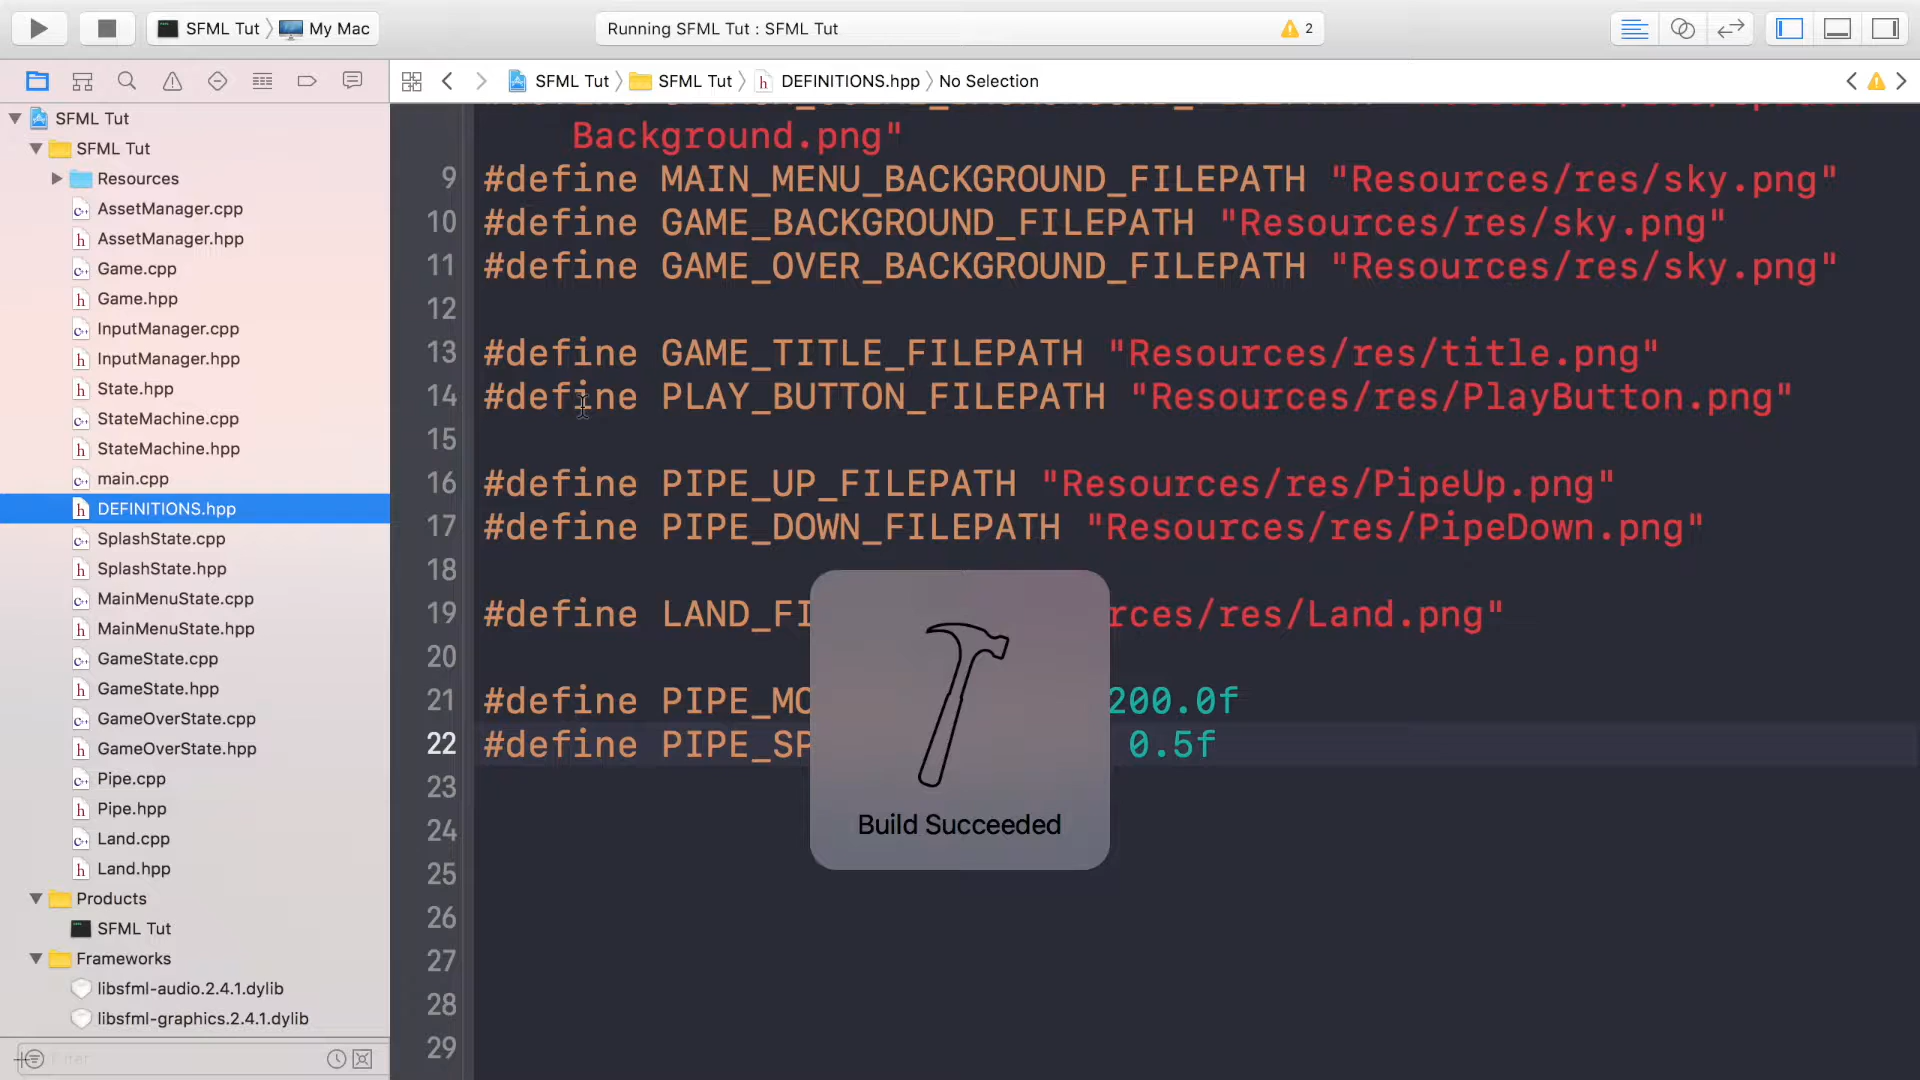 SFML Tut
My Mac
Running SFML Tut : SFML Tut
2
SFML Tut
SFML Tut
DEFINITIONS.hpp
No Selection
SFML Tut
SFML Tut
Resources
AssetManager.cpp
AssetManager.hpp
Game.cpp
Game.hpp
InputManager.cpp
InputManager.hpp
State.hpp
StateMachine.cpp
StateMachine.hpp
main.cpp
DEFINITIONS.hpp
SplashState.cpp
SplashState.hpp
MainMenuState.cpp
MainMenuState.hpp
GameState.cpp
GameState.hpp
GameOverState.cpp
GameOverState.hpp
Pipe.cpp
Pipe.hpp
Land.cpp
Land.hpp
Products
SFML Tut
Frameworks
libsfml-audio.2.4.1.dylib
libsfml-graphics.2.4.1.dylib
Filter
Background.png"
9 #define MAIN_MENU_BACKGROUND_FILEPATH "Resources/res/sky.png"
10 #define GAME_BACKGROUND_FILEPATH "Resources/res/sky.png"
11 #define GAME_OVER_BACKGROUND_FILEPATH "Resources/res/sky.png"
12
13 #define GAME_TITLE_FILEPATH "Resources/res/title.png"
14 #define PLAY_BUTTON_FILEPATH "Resources/res/PlayButton.png"
15
16 #define PIPE_UP_FILEPATH "Resources/res/PipeUp.png"
17 #define PIPE_DOWN_FILEPATH "Resources/res/PipeDown.png"
18
19 #define LAND_FI rces/res/Land.png"
20
21 #define PIPE_MO 200.0f
22 #define PIPE_SP 0.5f
23
24
25
26
27
28
29
Build Succeeded